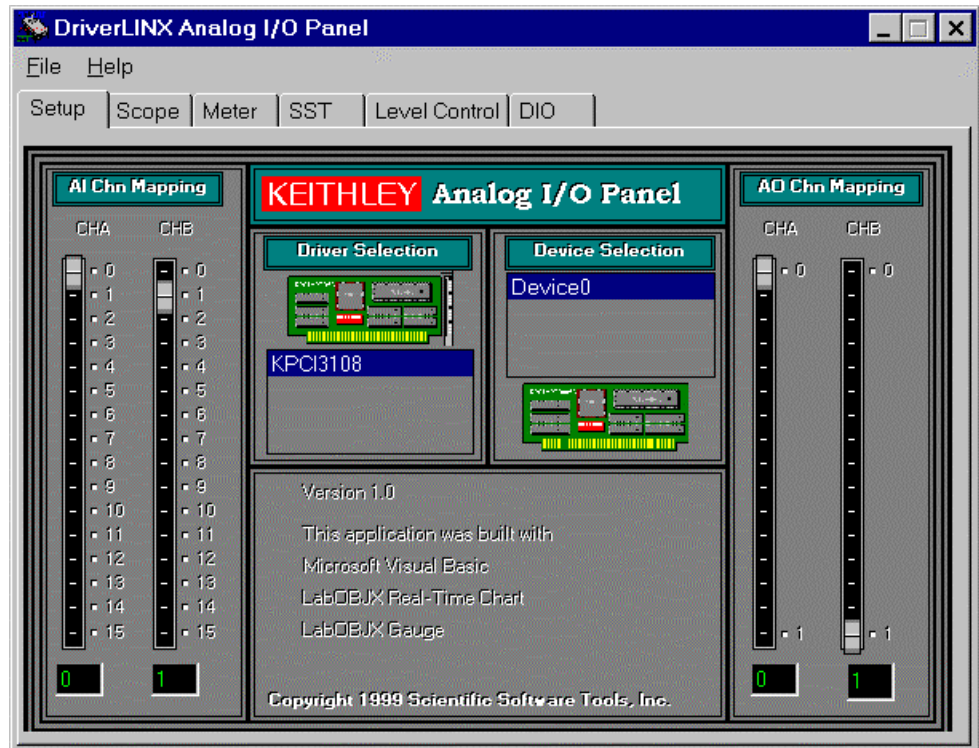 DriverLINX Analog I/O Panel
File Help
Setup Scope Meter SST Level Control DIO
AI Chn Mapping
CHA CHB
0 0
1 1
2 2
3 3
4 4
5 5
6 6
7 7
8 8
9 9
10 10
11 11
12 12
13 13
14 14
15 15
0 1
KEITHLEY Analog I/O Panel
Driver Selection
KPCI3108
Device Selection
Device0
Version 1.0
This application was built with
Microsoft Visual Basic
LabOBJX Real-Time Chart
LabOBJX Gauge
Copyright 1999 Scientific Software Tools, Inc.
AO Chn Mapping
CHA CHB
0 0
1 1
0 1